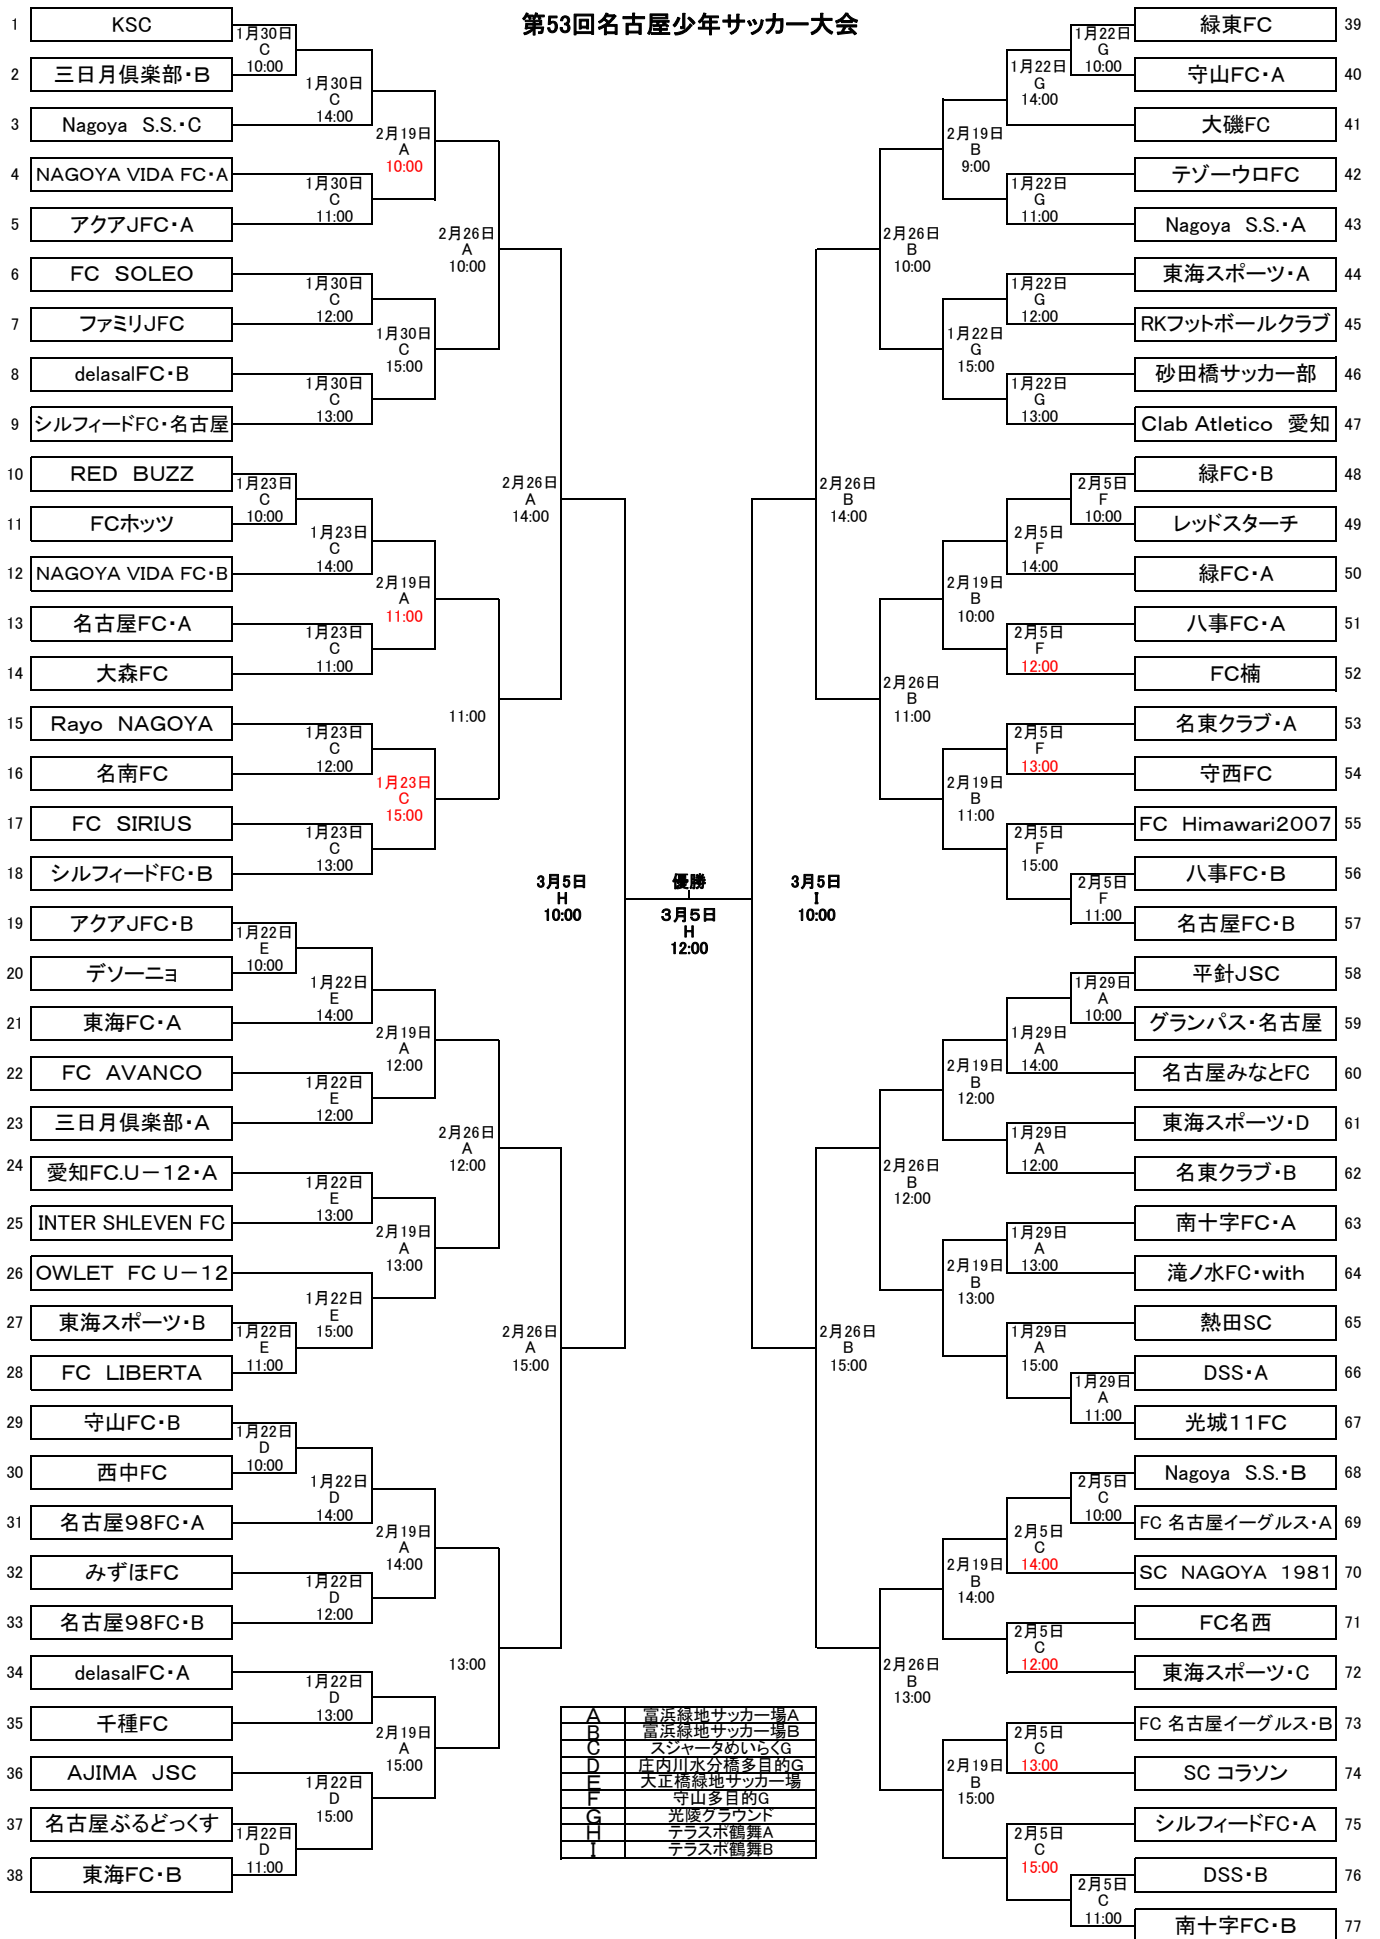 第53回名古屋少年サッカー大会
1 KSC
2 三日月倶楽部・B
3 Nagoya S.S.・C
4 NAGOYA VIDA FC・A
5 アクアJFC・A
6 FC SOLEO
7 ファミリJFC
8 delasalFC・B
9 シルフィードFC・名古屋
10 RED BUZZ
11 FCホッツ
12 NAGOYA VIDA FC・B
13 名古屋FC・A
14 大森FC
15 Rayo NAGOYA
16 名南FC
17 FC SIRIUS
18 シルフィードFC・B
19 アクアJFC・B
20 デソーニョ
21 東海FC・A
22 FC AVANCO
23 三日月倶楽部・A
24 愛知FC.U－12・A
25 INTER SHLEVEN FC
26 OWLET FC U－12
27 東海スポーツ・B
28 FC LIBERTA
29 守山FC・B
30 西中FC
31 名古屋98FC・A
32 みずほFC
33 名古屋98FC・B
34 delasalFC・A
35 千種FC
36 AJIMA JSC
37 名古屋ぶるどっくす
38 東海FC・B
1月30日
C
10:00
1月23日
C
10:00
1月22日
E
10:00
1月22日
E
11:00
1月22日
D
10:00
1月22日
D
11:00
1月30日
C
14:00
1月30日
C
11:00
1月30日
C
12:00
1月30日
C
13:00
1月23日
C
14:00
1月23日
C
11:00
1月23日
C
12:00
1月23日
C
13:00
1月22日
E
14:00
1月22日
E
12:00
1月22日
E
13:00
1月22日
E
15:00
1月22日
D
14:00
1月22日
D
12:00
1月22日
D
13:00
1月22日
D
15:00
2月19日
A
10:00
1月30日
C
15:00
2月19日
A
11:00
1月23日
C
15:00
2月19日
A
12:00
2月19日
A
13:00
2月19日
A
14:00
2月19日
A
15:00
2月26日
A
10:00
11:00
2月26日
A
12:00
13:00
2月26日
A
14:00
2月26日
A
15:00
3月5日
H
10:00
優勝
3月5日
H
12:00
3月5日
I
10:00
2月26日
B
14:00
2月26日
B
15:00
2月26日
B
10:00
2月26日
B
11:00
2月26日
B
12:00
2月26日
B
13:00
2月19日
B
9:00
1月22日
G
15:00
2月19日
B
10:00
2月19日
B
11:00
2月19日
B
12:00
2月19日
B
13:00
2月19日
B
14:00
2月19日
B
15:00
1月22日
G
14:00
1月22日
G
11:00
1月22日
G
12:00
1月22日
G
13:00
2月5日
F
14:00
2月5日
F
12:00
2月5日
F
13:00
2月5日
F
15:00
1月29日
A
14:00
1月29日
A
12:00
1月29日
A
13:00
1月29日
A
15:00
2月5日
C
14:00
2月5日
C
12:00
2月5日
C
13:00
2月5日
C
15:00
1月22日
G
10:00
2月5日
F
10:00
2月5日
F
11:00
1月29日
A
10:00
1月29日
A
11:00
2月5日
C
10:00
2月5日
C
11:00
緑東FC 39
守山FC・A 40
大磯FC 41
テゾーウロFC 42
Nagoya S.S.・A 43
東海スポーツ・A 44
RKフットボールクラブ 45
砂田橋サッカー部 46
Clab Atletico 愛知 47
緑FC・B 48
レッドスターチ 49
緑FC・A 50
八事FC・A 51
FC楠 52
名東クラブ・A 53
守西FC 54
FC Himawari2007 55
八事FC・B 56
名古屋FC・B 57
平針JSC 58
グランパス・名古屋 59
名古屋みなとFC 60
東海スポーツ・D 61
名東クラブ・B 62
南十字FC・A 63
滝ノ水FC・with 64
熱田SC 65
DSS・A 66
光城11FC 67
Nagoya S.S.・B 68
FC 名古屋イーグルス・A 69
SC NAGOYA 1981 70
FC名西 71
東海スポーツ・C 72
FC 名古屋イーグルス・B 73
SC コラソン 74
シルフィードFC・A 75
DSS・B 76
南十字FC・B 77
A 富浜緑地サッカー場A
B 富浜緑地サッカー場B
C スジャータめいらくG
D 庄内川水分橋多目的G
E 大正橋緑地サッカー場
F 守山多目的G
G 光陵グラウンド
H テラスポ鶴舞A
I テラスポ鶴舞B